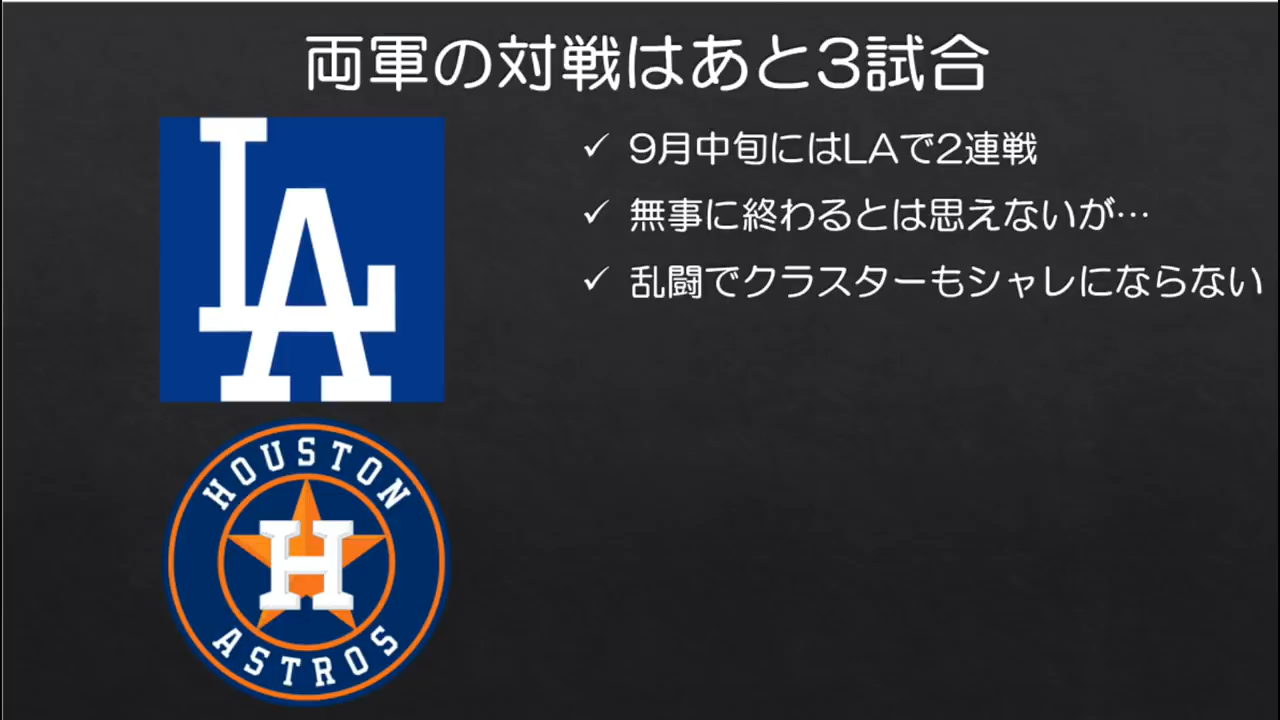 両軍の対戦はあと3試合
9月中旬にはLAで2連戦
無事に終わるとは思えないが…
乱闘でクラスターもシャレにならない
LA
HOUSTON
H
ASTROS